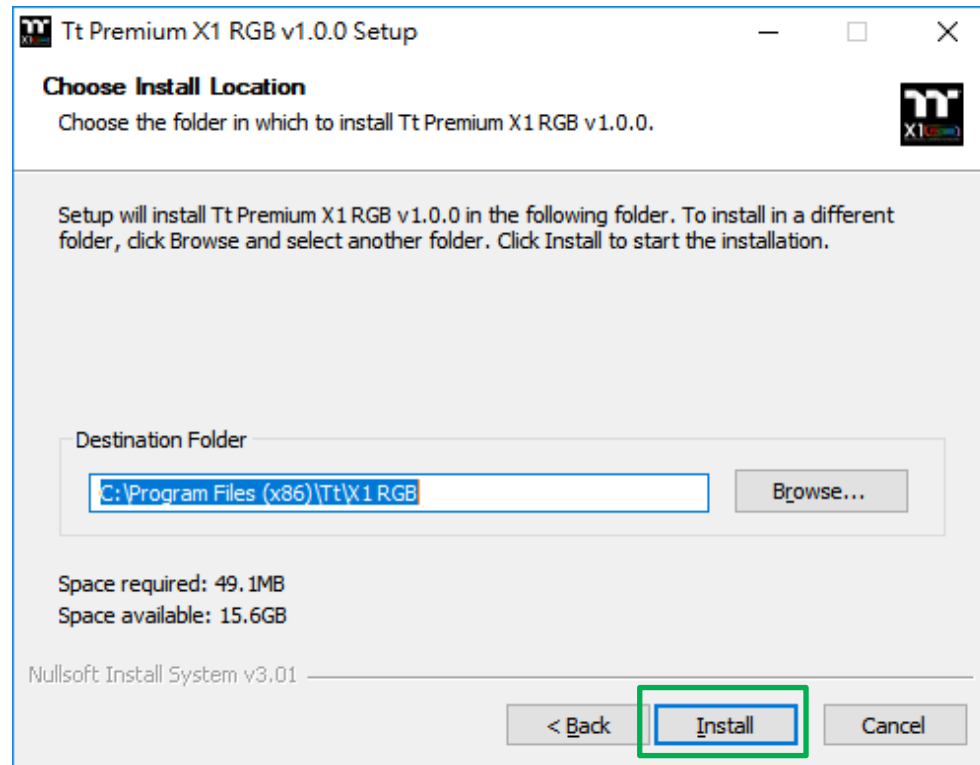 Tt Premium X1 RGB v1.0.0 Setup
Choose Install Location
Choose the folder in which to install Tt Premium X1 RGB v1.0.0.
X1
Setup will install Tt Premium X1 RGB v1.0.0 in the following folder. To install in a different
folder, click Browse and select another folder. Click Install to start the installation.
Destination Folder
C:\Program Files (x86)\Tt\X1 RGB
Browse...
Space required: 49.1MB
Space available: 15.6GB
Nullsoft Install System v3.01
< Back
Install
Cancel